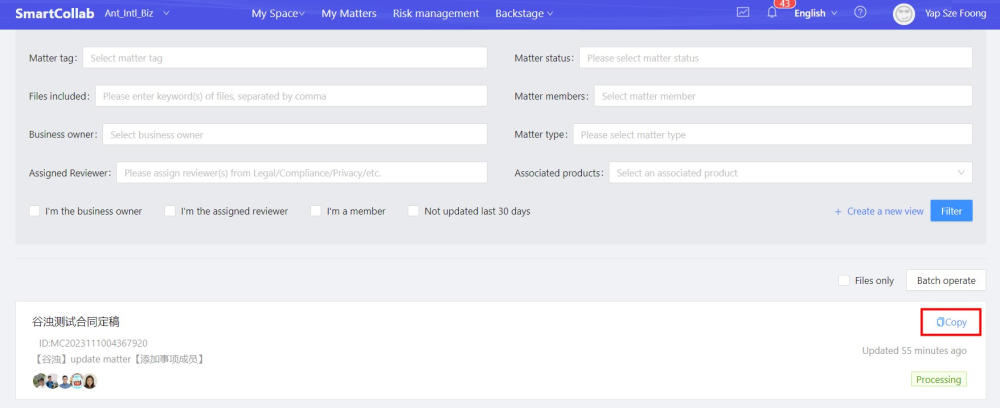 SmartCollab Ant_Intl_Biz My Space My Matters Risk management Backstage 43 English ? Yap Sze Foong
Matter tag: Select matter tag Matter status: Please select matter status
Files included: Please enter keyword(s) of files, separated by comma Matter members: Select matter member
Business owner: Select business owner Matter type: Please select matter type
Assigned Reviewer: Please assign reviewer(s) from Legal/Compliance/Privacy/etc. Associated products: Select an associated product
I'm the business owner I'm the assigned reviewer I'm a member Not updated last 30 days + Create a new view Filter
Files only Batch operate
谷浊测试合同定稿 Copy
ID:MC2023111004367920
Updated 55 minutes ago
【谷浊】update matter【添加事项成员】
Processing